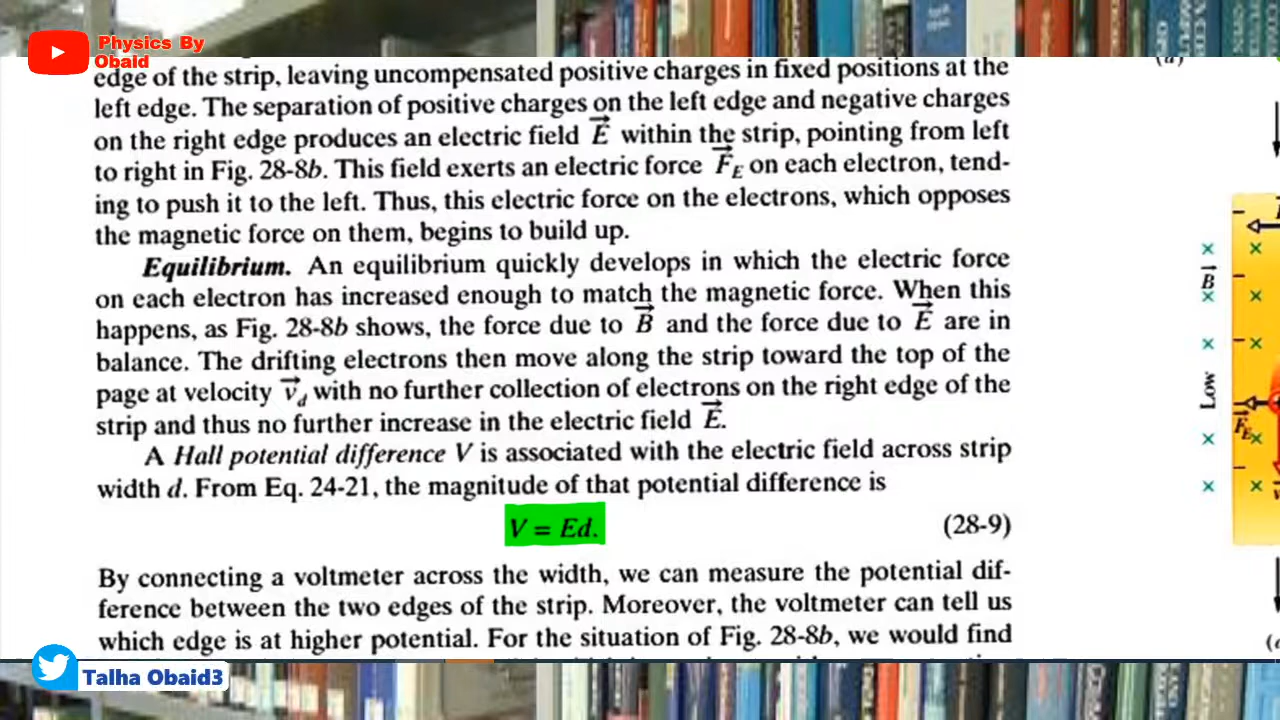 Physics By
Obaid
edge of the strip, leaving uncompensated positive charges in fixed positions at the
left edge. The separation of positive charges on the left edge and negative charges
on the right edge produces an electric field E⃗ within the strip, pointing from left
to right in Fig. 28-8b. This field exerts an electric force F⃗_E on each electron, tend-
ing to push it to the left. Thus, this electric force on the electrons, which opposes
the magnetic force on them, begins to build up.
Equilibrium. An equilibrium quickly develops in which the electric force
on each electron has increased enough to match the magnetic force. When this
happens, as Fig. 28-8b shows, the force due to B⃗ and the force due to E⃗ are in
balance. The drifting electrons then move along the strip toward the top of the
page at velocity v⃗_d with no further collection of electrons on the right edge of the
strip and thus no further increase in the electric field E⃗.
A Hall potential difference V is associated with the electric field across strip
width d. From Eq. 24-21, the magnitude of that potential difference is
V = Ed. (28-9)
By connecting a voltmeter across the width, we can measure the potential dif-
ference between the two edges of the strip. Moreover, the voltmeter can tell us
which edge is at higher potential. For the situation of Fig. 28-8b, we would find
B⃗
Low
F⃗_E
Talha Obaid3